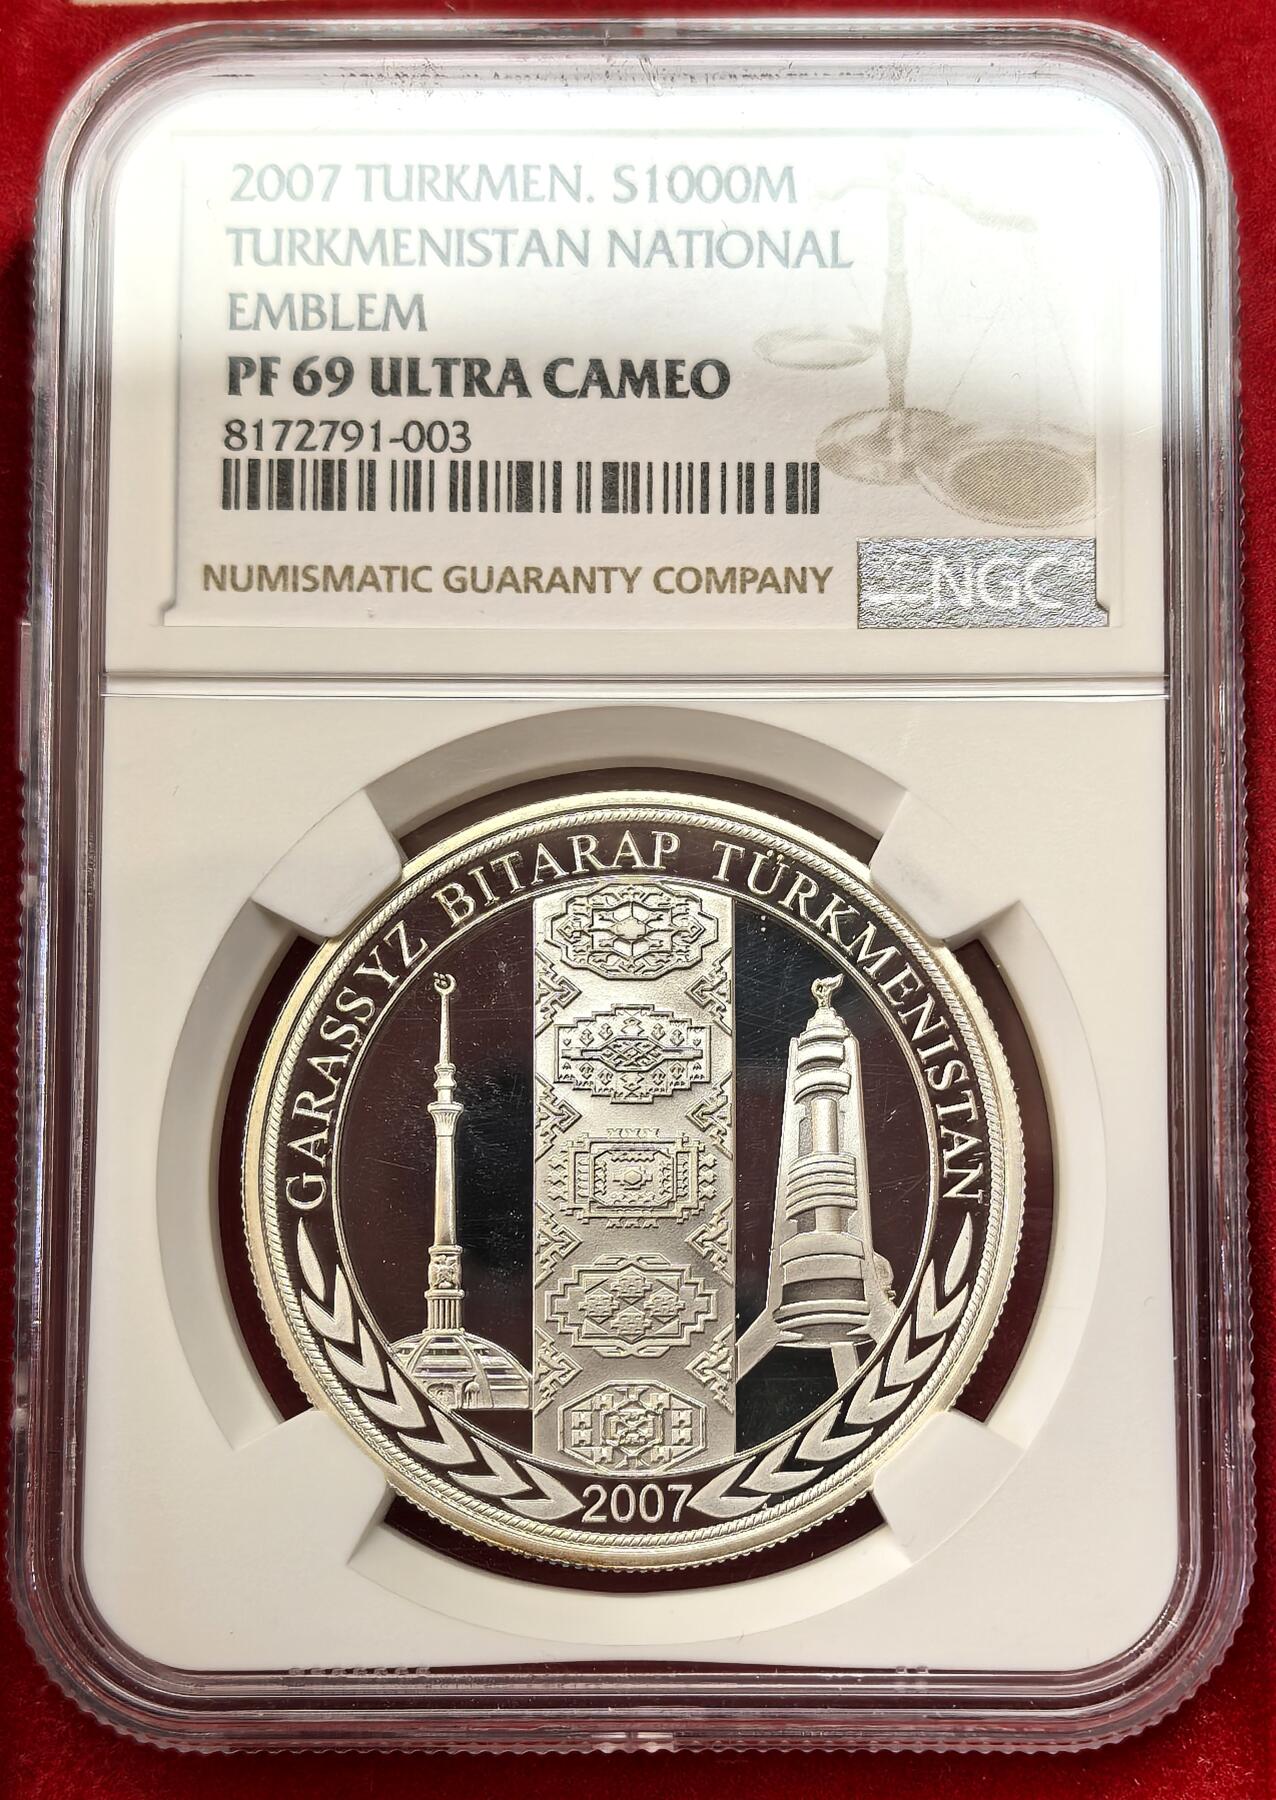 2007 TURKMEN. S1000M
TURKMENISTAN NATIONAL
EMBLEM
PF 69 ULTRA CAMEO
8172791-003
NUMISMATIC GUARANTY COMPANY
NGC
GARASSYZ BITARAP TÜRKMENISTAN
2007